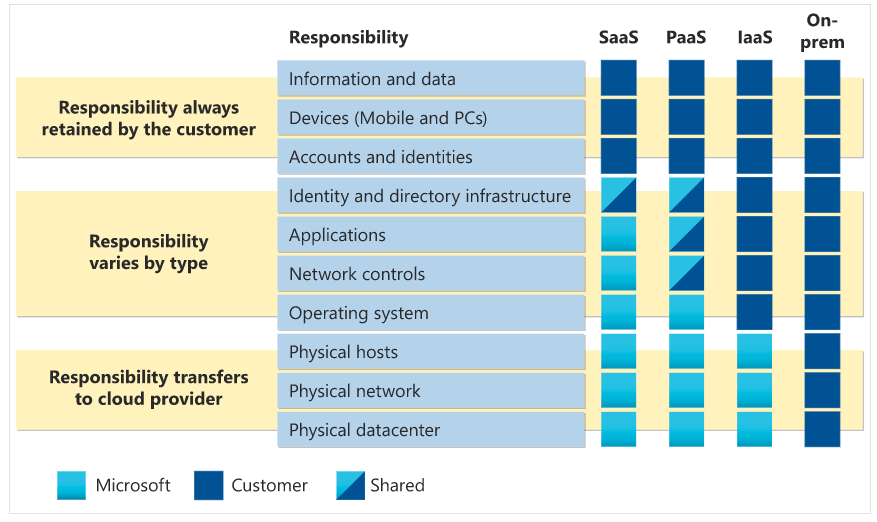 Responsibility
SaaS
PaaS
IaaS
On-
prem
Responsibility always
retained by the customer
Information and data
Devices (Mobile and PCs)
Accounts and identities
Responsibility
varies by type
Identity and directory infrastructure
Applications
Network controls
Operating system
Responsibility transfers
to cloud provider
Physical hosts
Physical network
Physical datacenter
Microsoft
Customer
Shared